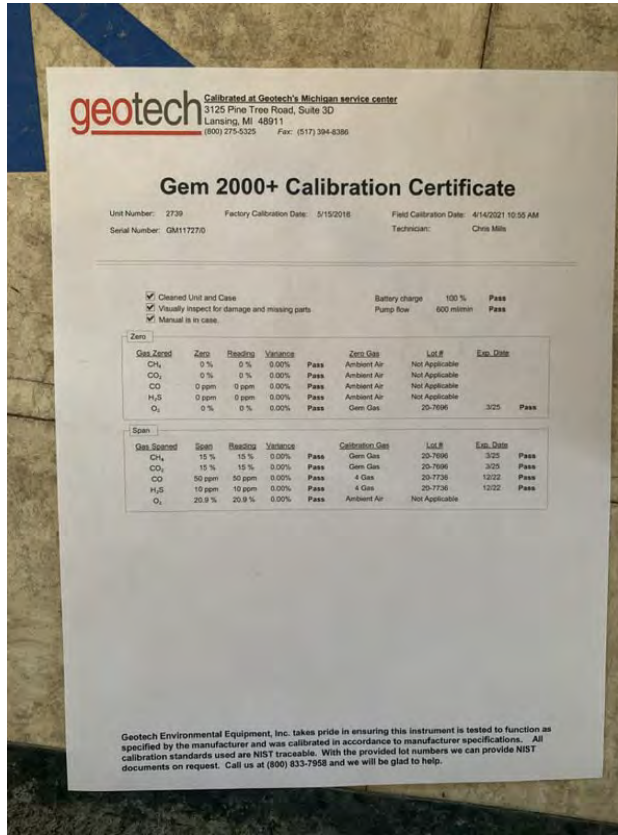 geotech
Calibrated at Geotech's Michigan service center
3125 Pine Tree Road, Suite 3D
Lansing, MI 48911
(800) 275-5325 Fax: (517) 394-8386
Gem 2000+ Calibration Certificate
Unit Number: 2739 Factory Calibration Date: 5/15/2018 Field Calibration Date: 4/14/2021 10:55 AM
Serial Number: GM11727/0 Technician: Chris Mills
Cleaned Unit and Case Battery charge 100 % Pass
Visually inspect for damage and missing parts Pump flow 600 ml/min Pass
Manual is in case.
Zero
Gas Zered Zero Reading Variance Zero Gas Lot # Exp. Date
CH₄ 0 % 0 % 0.00% Pass Ambient Air Not Applicable
CO₂ 0 % 0 % 0.00% Pass Ambient Air Not Applicable
CO 0 ppm 0 ppm 0.00% Pass Ambient Air Not Applicable
H₂S 0 ppm 0 ppm 0.00% Pass Ambient Air Not Applicable
O₂ 0 % 0 % 0.00% Pass Gem Gas 20-7696 3/25 Pass
Span
Gas Spaned Span Reading Variance Calibration Gas Lot # Exp. Date
CH₄ 15 % 15 % 0.00% Pass Gem Gas 20-7696 3/25 Pass
CO₂ 15 % 15 % 0.00% Pass Gem Gas 20-7696 3/25 Pass
CO 50 ppm 50 ppm 0.00% Pass 4 Gas 20-7736 12/22 Pass
H₂S 10 ppm 10 ppm 0.00% Pass 4 Gas 20-7736 12/22 Pass
O₂ 20.9 % 20.9 % 0.00% Pass Ambient Air Not Applicable
Geotech Environmental Equipment, Inc. takes pride in ensuring this instrument is tested to function as
specified by the manufacturer and was calibrated in accordance to manufacturer specifications. All
calibration standards used are NIST traceable. With the provided lot numbers we can provide NIST
documents on request. Call us at (800) 833-7958 and we will be glad to help.